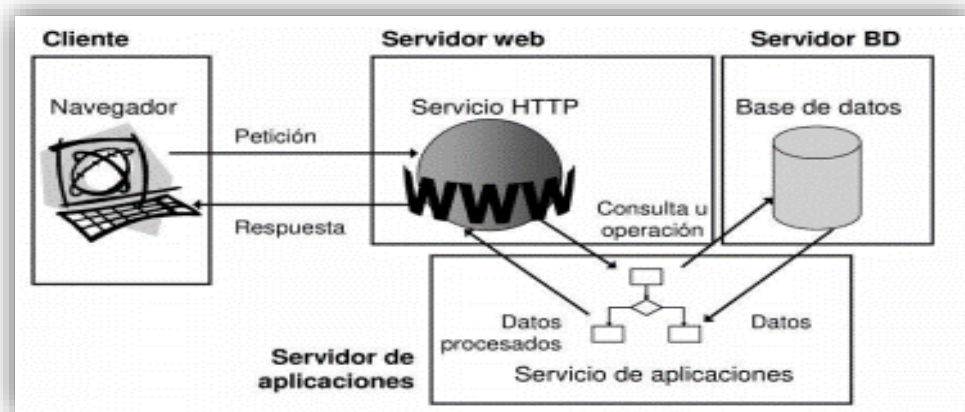 Cliente
Servidor web
Servidor BD
Navegador
Servicio HTTP
Base de datos
Petición
WWW
Respuesta
Consulta u
operación
Datos
procesados
Datos
Servidor de
aplicaciones
Servicio de aplicaciones